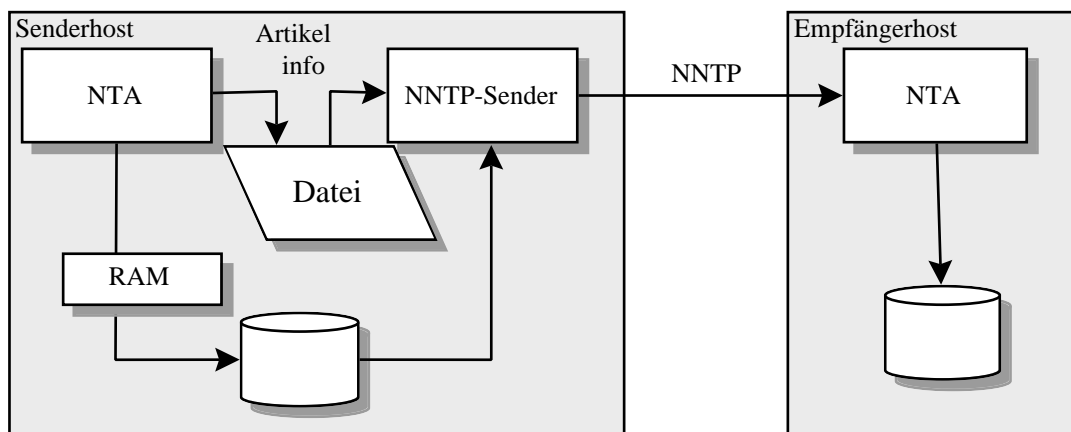 Senderhost
Artikel
info
NTA
NNTP-Sender
Datei
RAM
NNTP
Empfängerhost
NTA